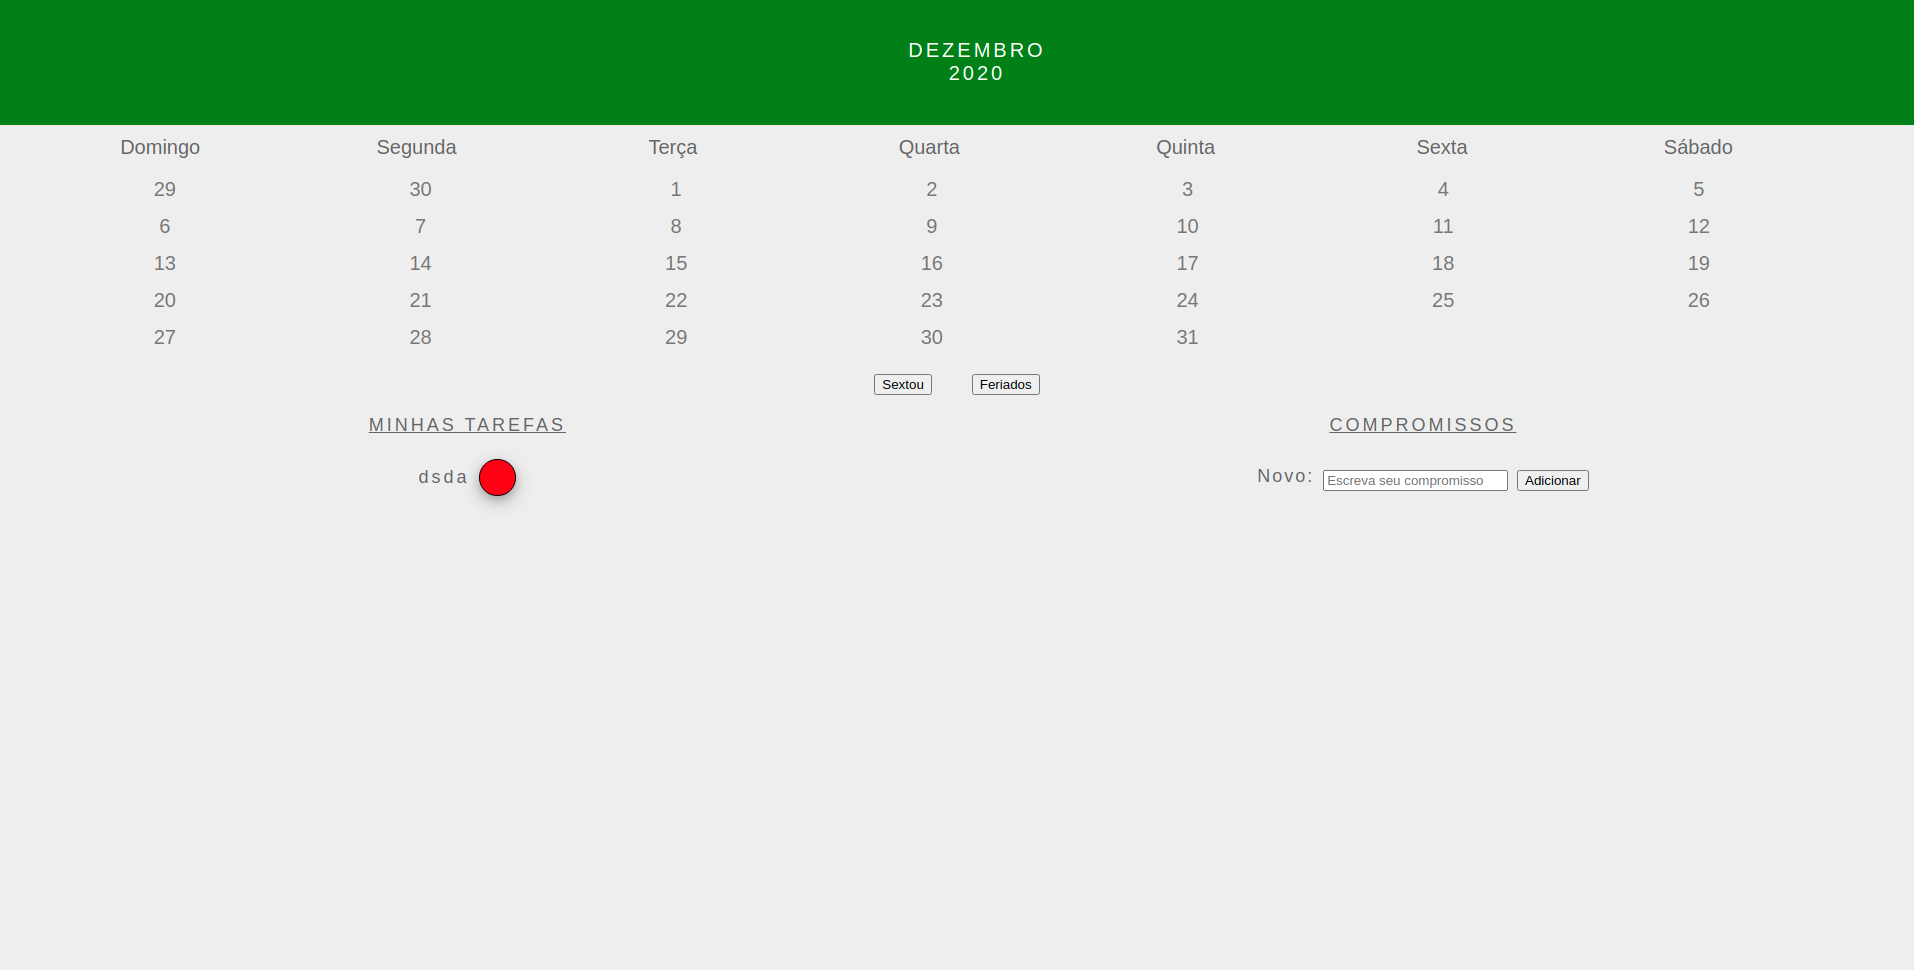 DEZEMBRO
2020
Domingo Segunda Terça Quarta Quinta Sexta Sábado
29 30 1 2 3 4 5
6 7 8 9 10 11 12
13 14 15 16 17 18 19
20 21 22 23 24 25 26
27 28 29 30 31
Sextou Feriados
MINHAS TAREFAS COMPROMISSOS
dsda Novo: Escreva seu compromisso Adicionar